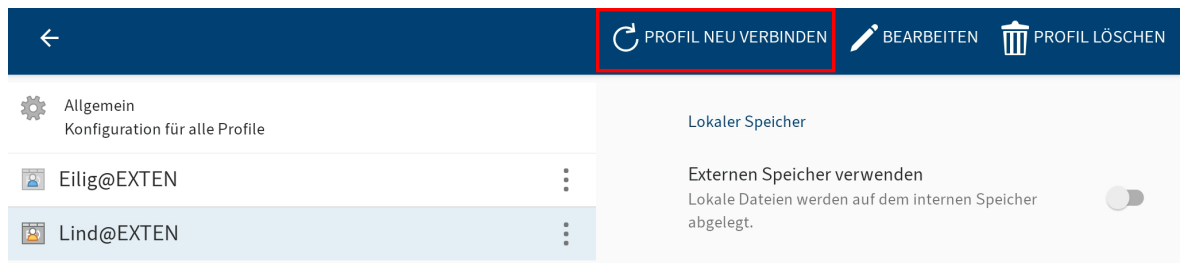 PROFIL NEU VERBINDEN BEARBEITEN PROFIL LÖSCHEN
Allgemein
Konfiguration für alle Profile
Eilig@EXTEN
Lind@EXTEN
Lokaler Speicher
Externen Speicher verwenden
Lokale Dateien werden auf dem internen Speicher
abgelegt.